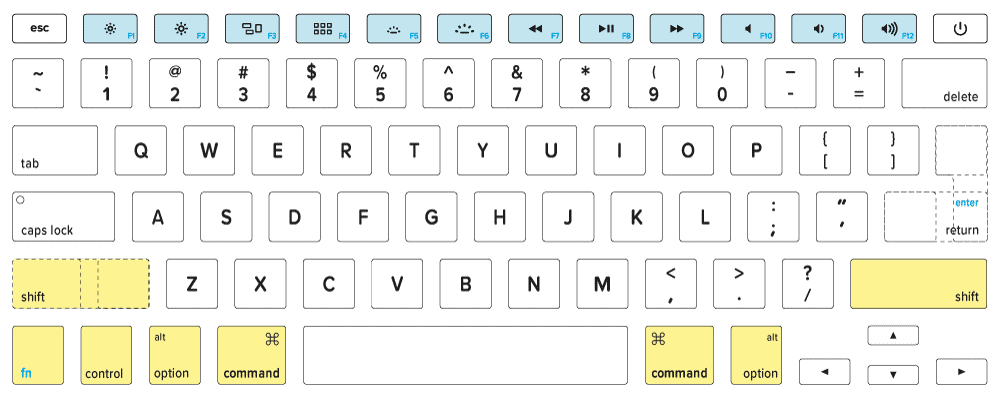 esc F1 F2 F3 F4 F5 F6 F7 F8 F9 F10 F11 F12
~ ! @ # $ % ^ & * ( ) – +
` 1 2 3 4 5 6 7 8 9 0 - = delete
tab Q W E R T Y U I O P { [ } ]
caps lock A S D F G H J K L : ; " , enter return
shift Z X C V B N M < , > . ? / shift
alt ⌘ ⌘ alt
fn control option command command option